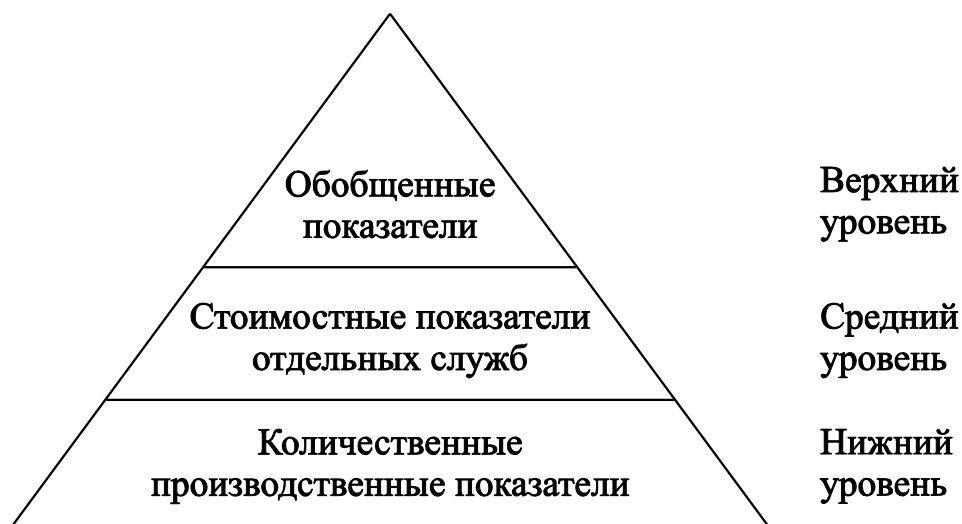 Обобщенные
показатели
Верхний
уровень
Стоимостные показатели
отдельных служб
Средний
уровень
Количественные
производственные показатели
Нижний
уровень